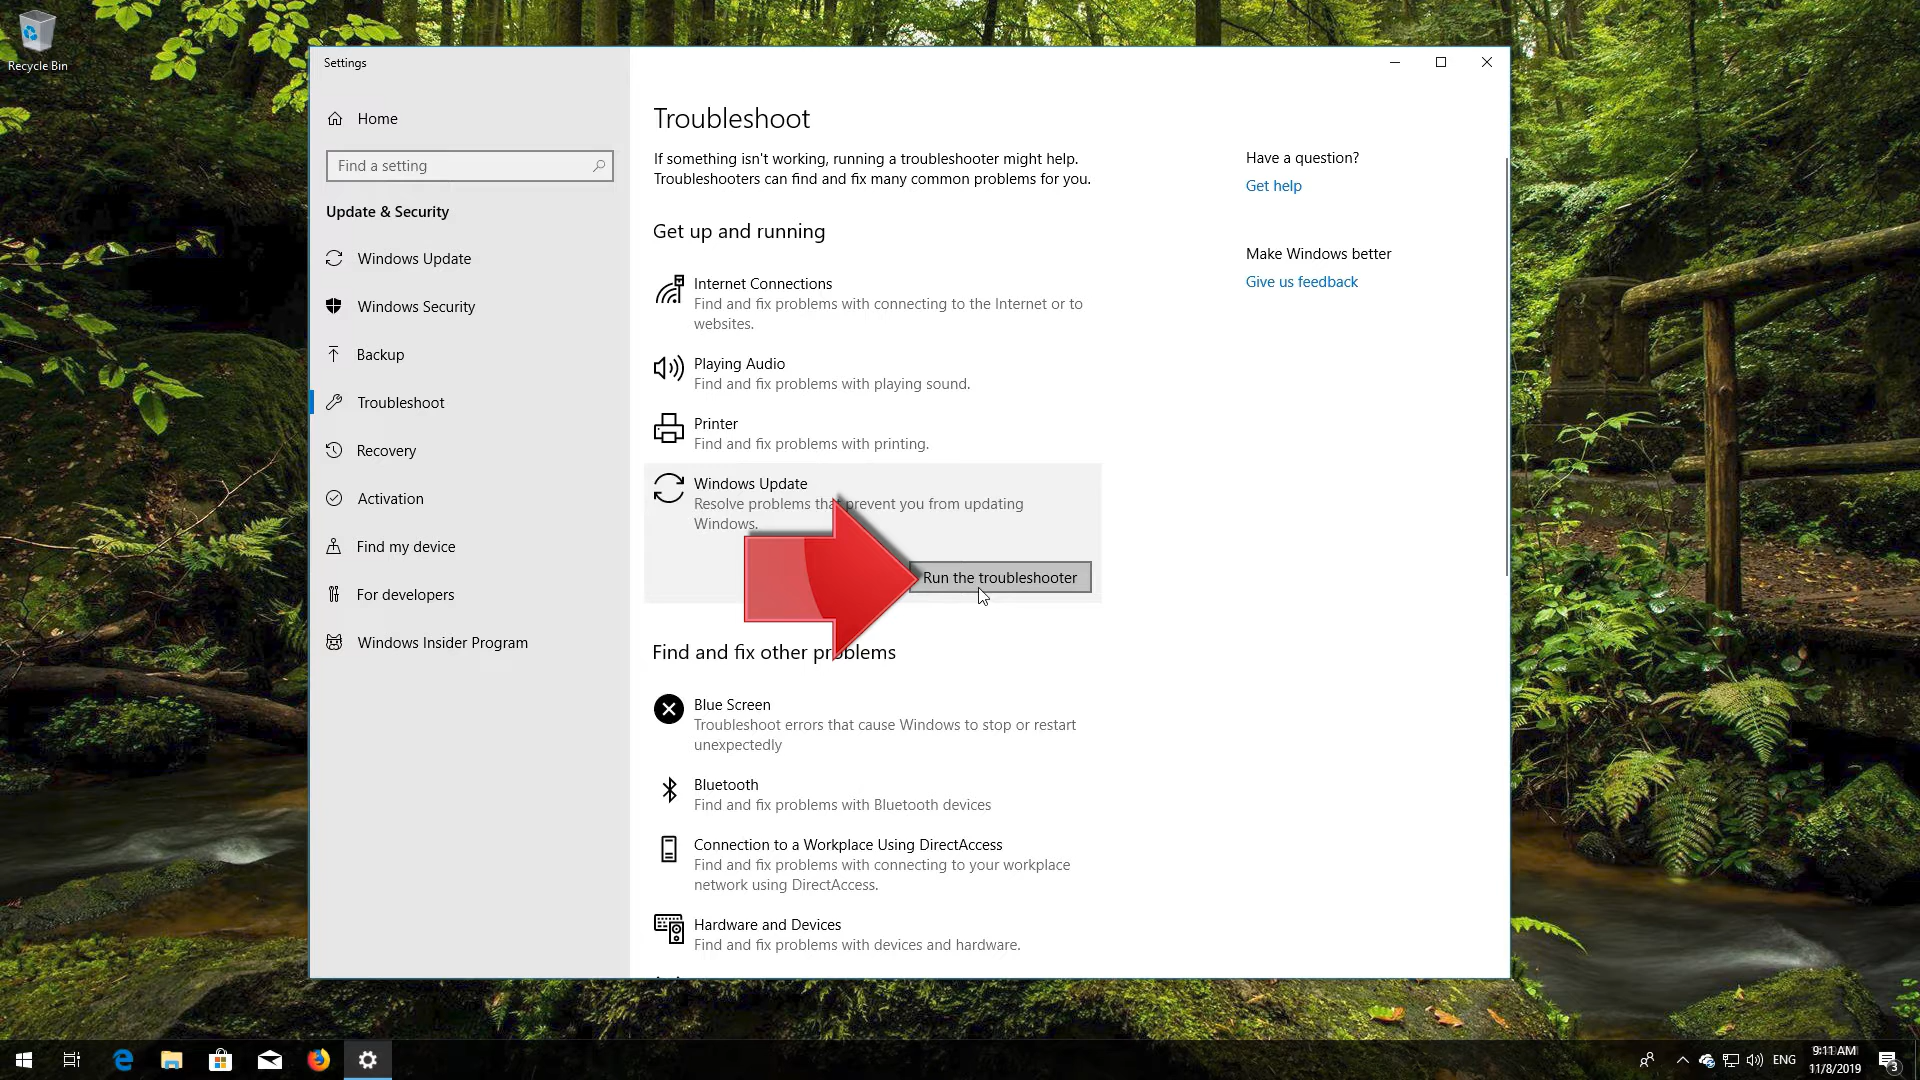 Recycle Bin
Settings
Home
Find a setting
Update & Security
Windows Update
Windows Security
Backup
Troubleshoot
Recovery
Activation
Find my device
For developers
Windows Insider Program
Troubleshoot
If something isn't working, running a troubleshooter might help.
Troubleshooters can find and fix many common problems for you.
Get up and running
Internet Connections
Find and fix problems with connecting to the Internet or to
websites.
Playing Audio
Find and fix problems with playing sound.
Printer
Find and fix problems with printing.
Windows Update
Resolve problems that prevent you from updating
Windows.
Run the troubleshooter
Find and fix other problems
Blue Screen
Troubleshoot errors that cause Windows to stop or restart
unexpectedly
Bluetooth
Find and fix problems with Bluetooth devices
Connection to a Workplace Using DirectAccess
Find and fix problems with connecting to your workplace
network using DirectAccess.
Hardware and Devices
Find and fix problems with devices and hardware.
Have a question?
Get help
Make Windows better
Give us feedback
ENG
9:11 AM
11/8/2019
3